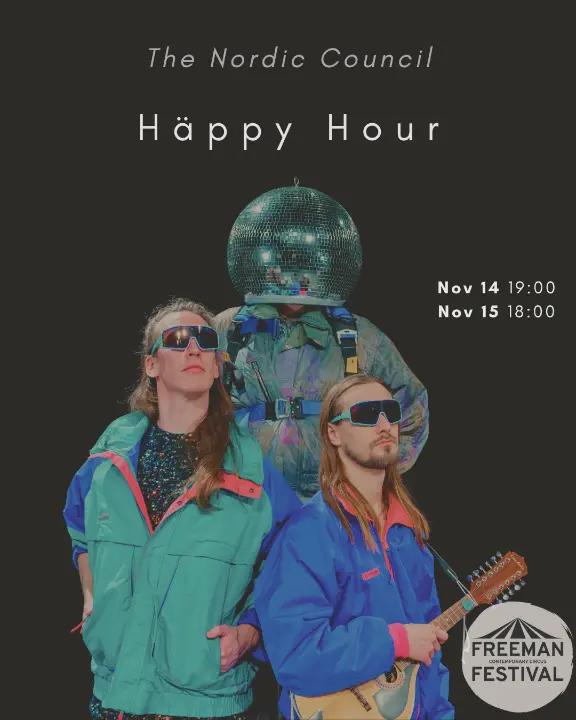 The Nordic Council
Häppy Hour
Nov 14 19:00
Nov 15 18:00
FREEMAN
CONTEMPORARY CIRCUS
FESTIVAL